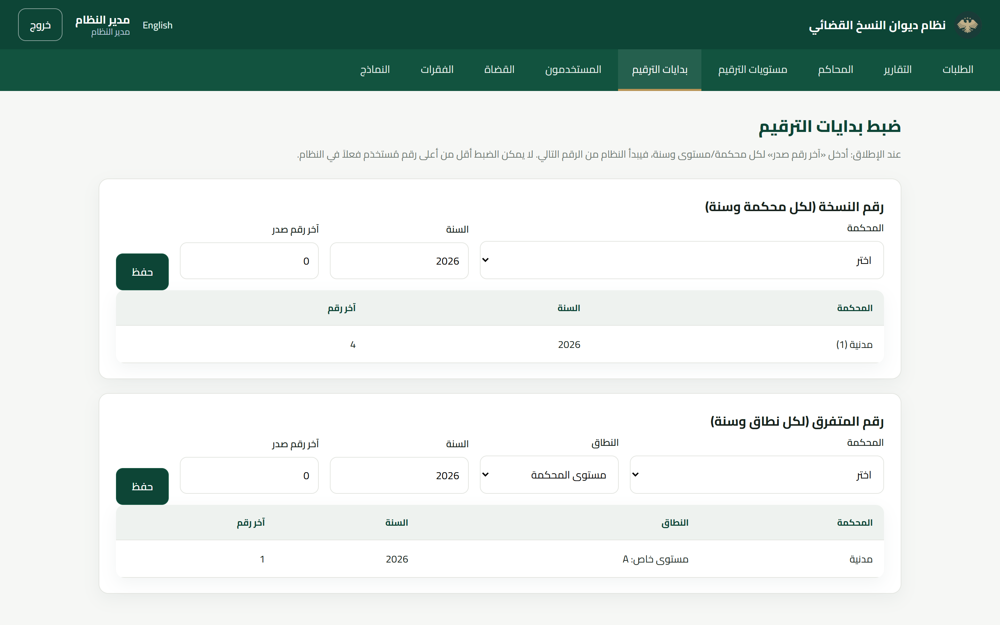 نظام ديوان النسخ القضائي
English
مدير النظام
مدير النظام
خروج
الطلبات
التقارير
المحاكم
مستويات الترقيم
بدايات الترقيم
المستخدمون
القضاة
الفقرات
النماذج
ضبط بدايات الترقيم
عند الإطلاق: أدخل «آخر رقم صدر» لكل محكمة/مستوى وسنة، فيبدأ النظام من الرقم التالي. لا يمكن الضبط أقل من أعلى رقم مُستخدَم فعلاً في النظام.
رقم النسخة (لكل محكمة وسنة)
المحكمة السنة آخر رقم صدر
اختر 2026 0 حفظ
المحكمة السنة آخر رقم
مدنية (1) 2026 4
رقم المتفرق (لكل نطاق وسنة)
المحكمة النطاق السنة آخر رقم صدر
اختر مستوى المحكمة 2026 0 حفظ
المحكمة النطاق السنة آخر رقم
مدنية مستوى خاص: A 2026 1